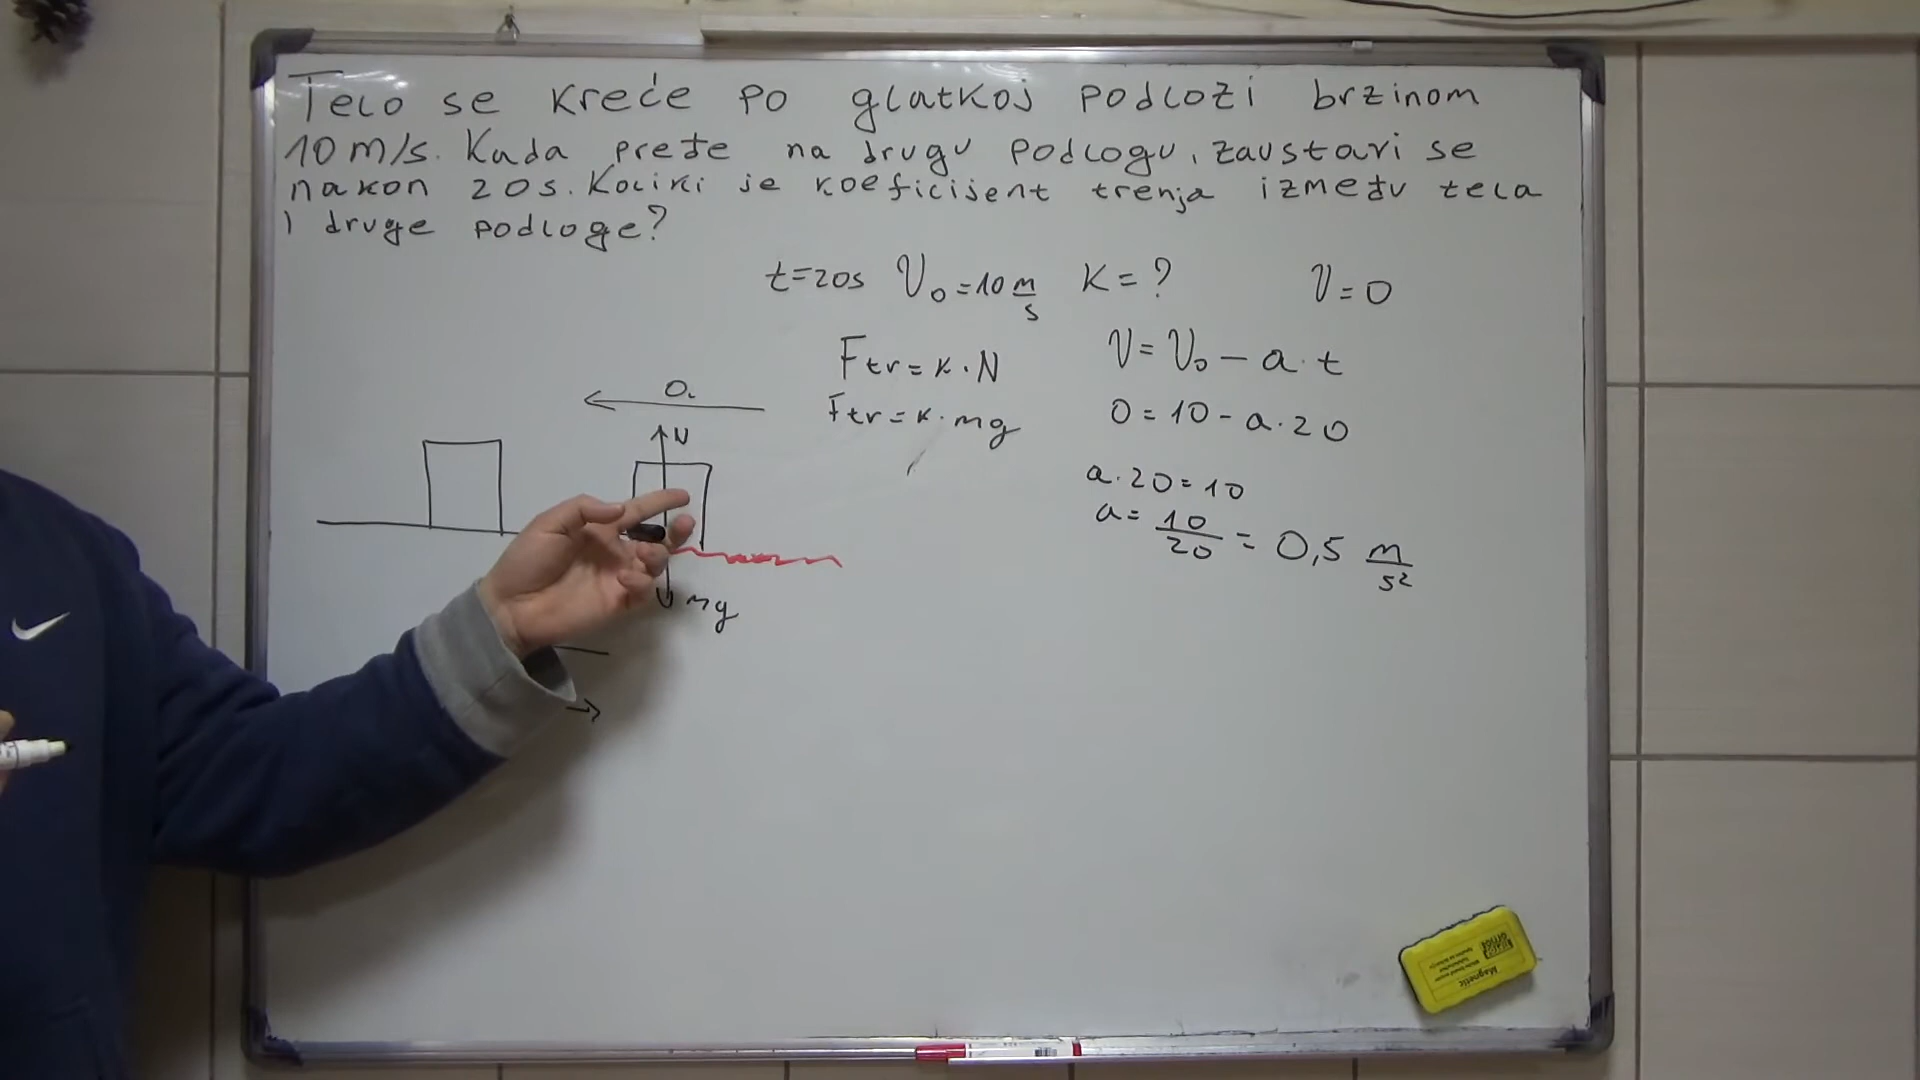 Telo se kreće po glatkoj podlozi brzinom
10 m/s. Kada pređe na drugu podlogu, zaustavi se
nakon 20s. Koliki je koeficijent trenja između tela
i druge podloge?
t=20s V₀=10 m/s K=? V=0
Ftr=k·N
Ftr=k·mg
V=V₀-a·t
0=10-a·20
a·20=10
a=10/20=0,5 m/s²
a
N
mg
Magnetic